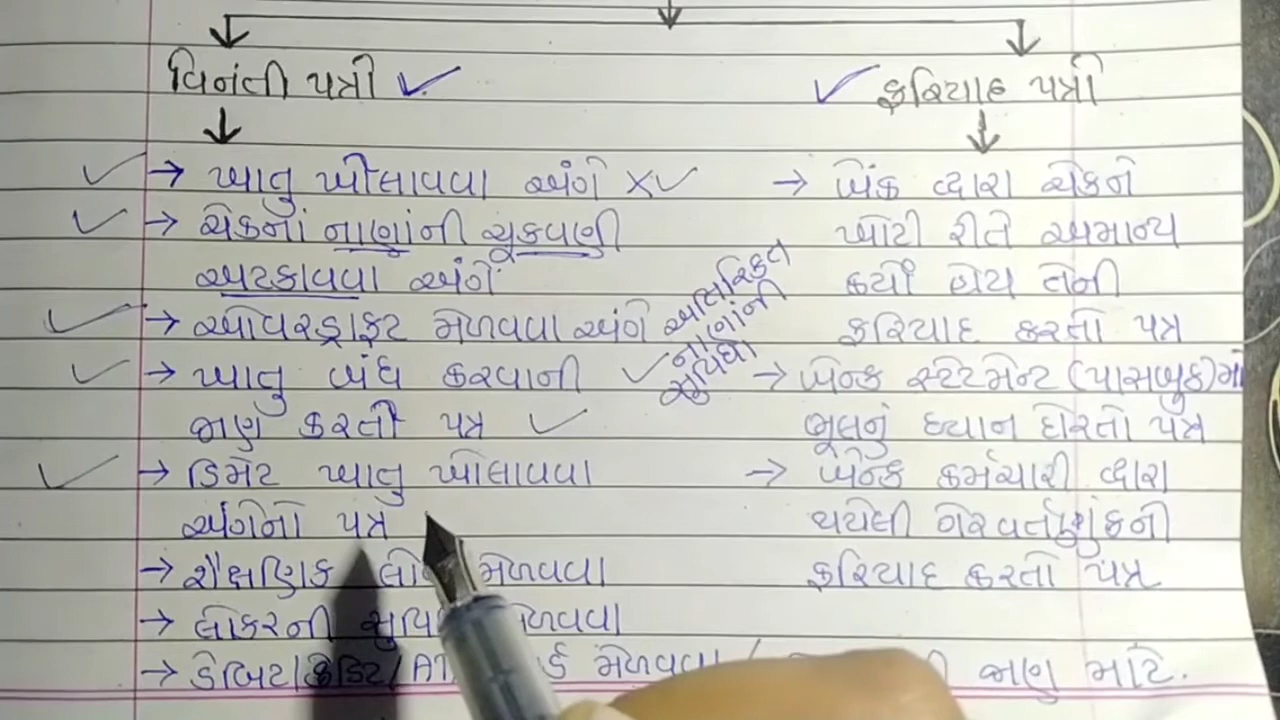 વિનંતી પત્રો
→ ખાતુ ખોલાવવા અંગે
→ ચેકનાં નાણાંની ચૂકવણી
અટકાવવા અંગે
→ ઓવરડ્રાફ્ટ મેળવવા અંગે અતિરિક્ત
નાણાંની
સુવિધા
→ ખાતુ બંધ કરવાની
જાણ કરતો પત્ર
→ ડિમેટ ખાતુ ખોલાવવા
અંગેનો પત્ર
→ શૈક્ષણિક મેળવવા
→ લોકરની
→ ડેબિટ/ક્રેડિટ/ મેળવવા / જાણ માટે.
ફરિયાદ પત્રો
→ બેંક દ્વારા ચેકને
ખોટી રીતે અમાન્ય
કર્યો હોય તેની
ફરિયાદ કરતો પત્ર
→ બેન્ક સ્ટેટમેન્ટ (પાસબુક)માં
ભૂલનું ધ્યાન દોરતો પત્ર
→ બેન્ક કર્મચારી દ્વારા
થયેલી ગેરવર્તણુંકની
ફરિયાદ કરતો પત્ર